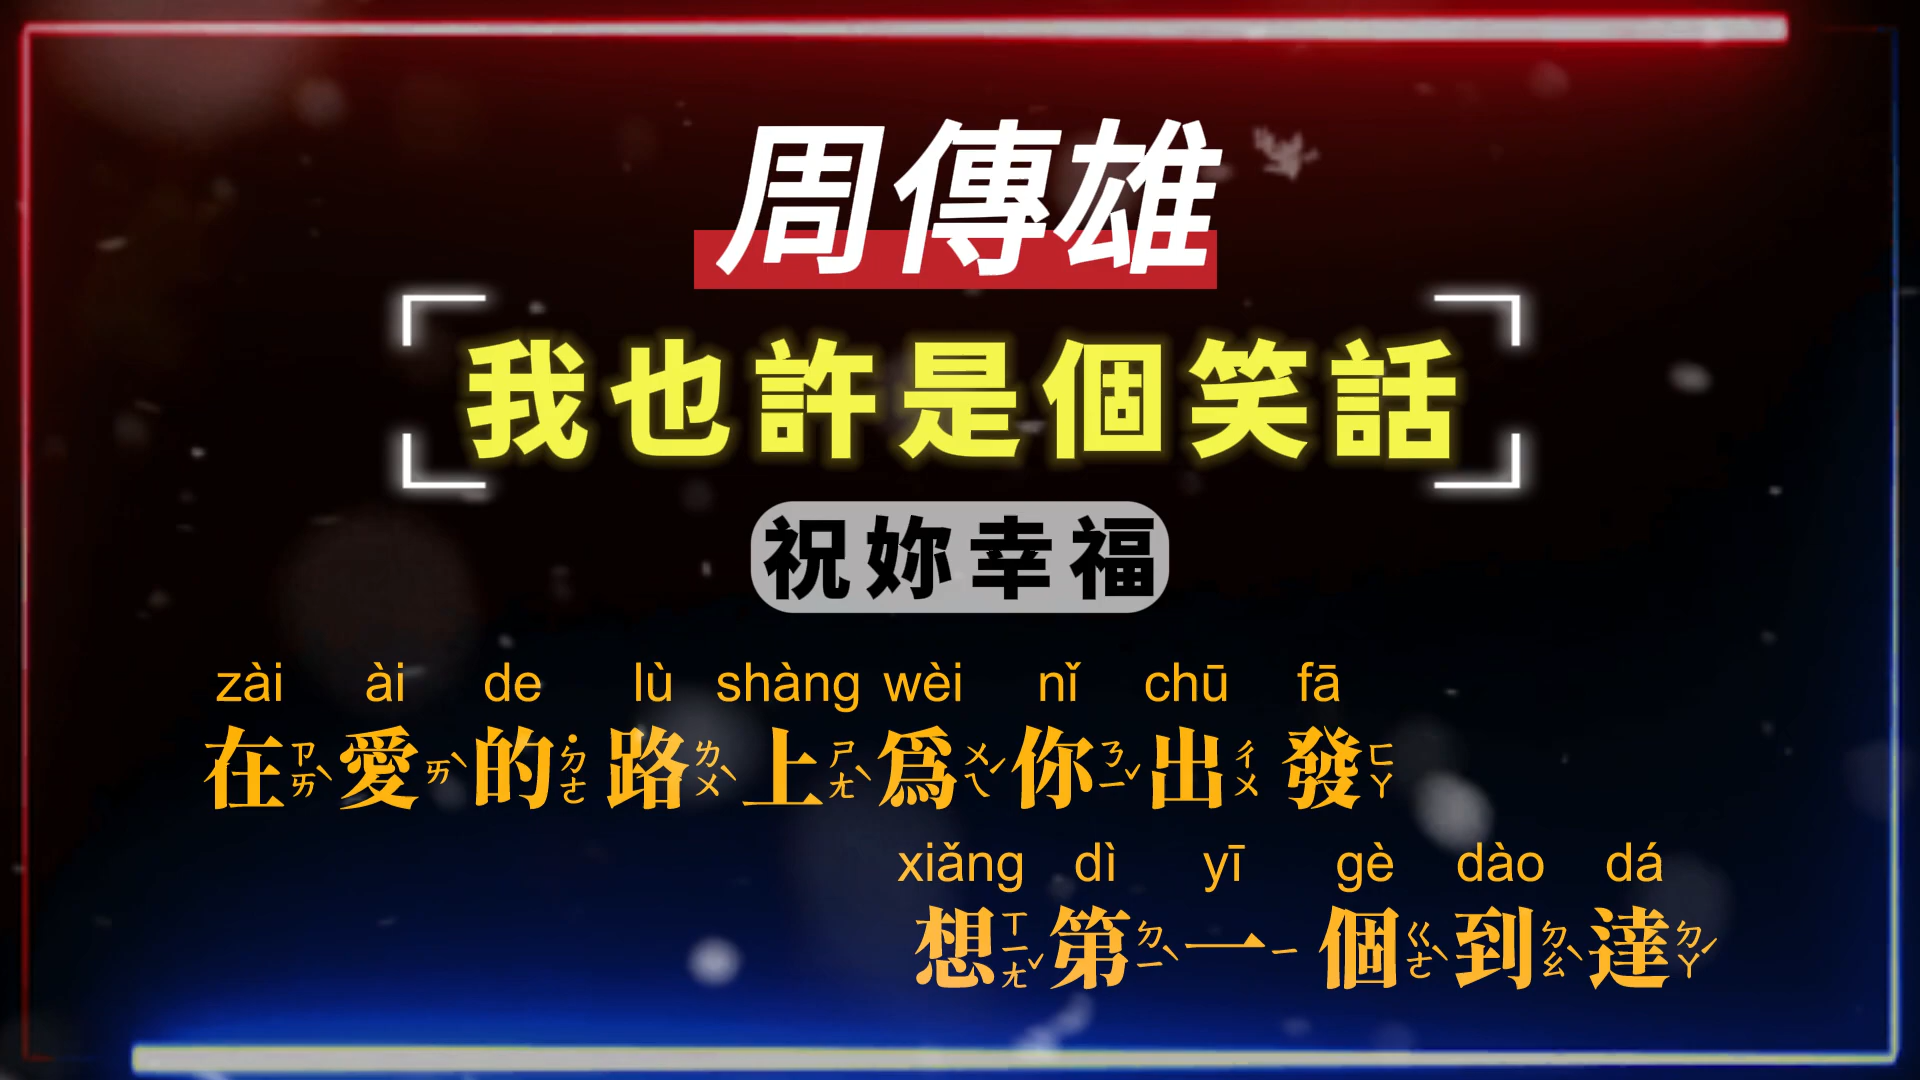 周傳雄
我也許是個笑話
祝妳幸福
zài ài de lù shàng wèi nǐ chū fā
在ㄗㄞˋ愛ㄞˋ的˙ㄉㄜ路ㄌㄨˋ上ㄕㄤˋ爲ㄨㄟˊ你ㄋㄧˇ出ㄔㄨ發ㄈㄚ
xiǎng dì yī gè dào dá
想ㄒㄧㄤˇ第ㄉㄧˋ一ㄧ個ㄍㄜˋ到ㄉㄠˋ達ㄉㄚˊ